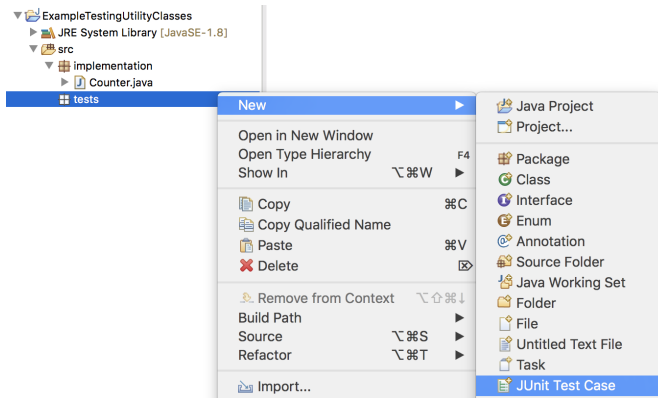 ExampleTestingUtilityClasses
JRE System Library [JavaSE-1.8]
src
implementation
Counter.java
tests
New
Open in New Window
Open Type Hierarchy F4
Show In ⌥⌘W
Copy ⌘C
Copy Qualified Name
Paste ⌘V
Delete ⌦
Remove from Context ⌥⇧⌘↓
Build Path
Source ⌥⌘S
Refactor ⌥⌘T
Import...
Java Project
Project...
Package
Class
Interface
Enum
Annotation
Source Folder
Java Working Set
Folder
File
Untitled Text File
Task
JUnit Test Case